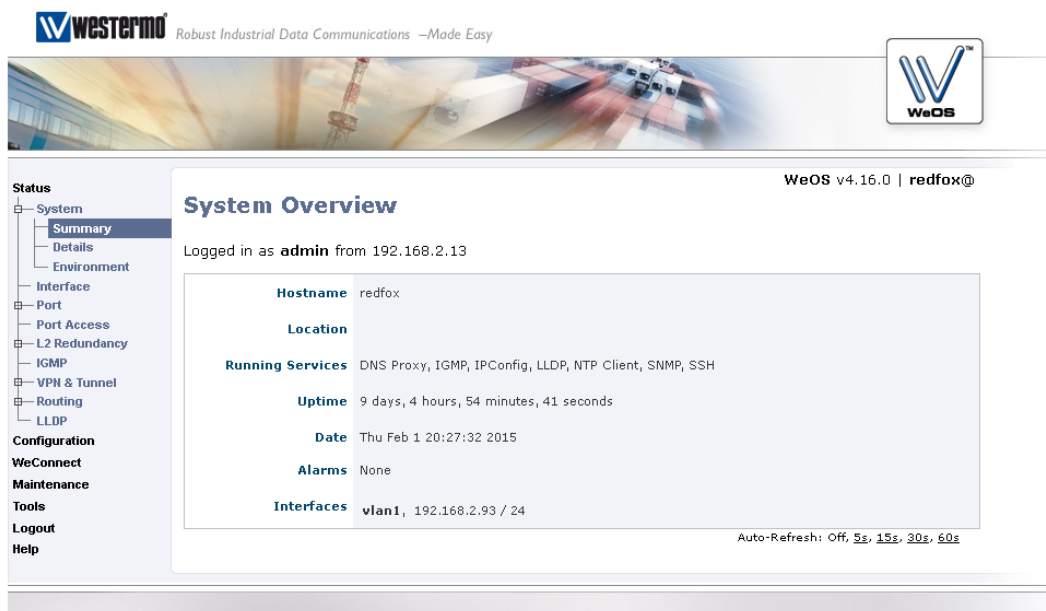 westermo Robust Industrial Data Communications –Made Easy
WeOS
WeOS v4.16.0 | redfox@
Status
System
Summary
Details
Environment
Interface
Port
Port Access
L2 Redundancy
IGMP
VPN & Tunnel
Routing
LLDP
Configuration
WeConnect
Maintenance
Tools
Logout
Help
System Overview
Logged in as admin from 192.168.2.13
Hostname redfox
Location
Running Services DNS Proxy, IGMP, IPConfig, LLDP, NTP Client, SNMP, SSH
Uptime 9 days, 4 hours, 54 minutes, 41 seconds
Date Thu Feb 1 20:27:32 2015
Alarms None
Interfaces vlan1, 192.168.2.93 / 24
Auto-Refresh: Off, 5s, 15s, 30s, 60s